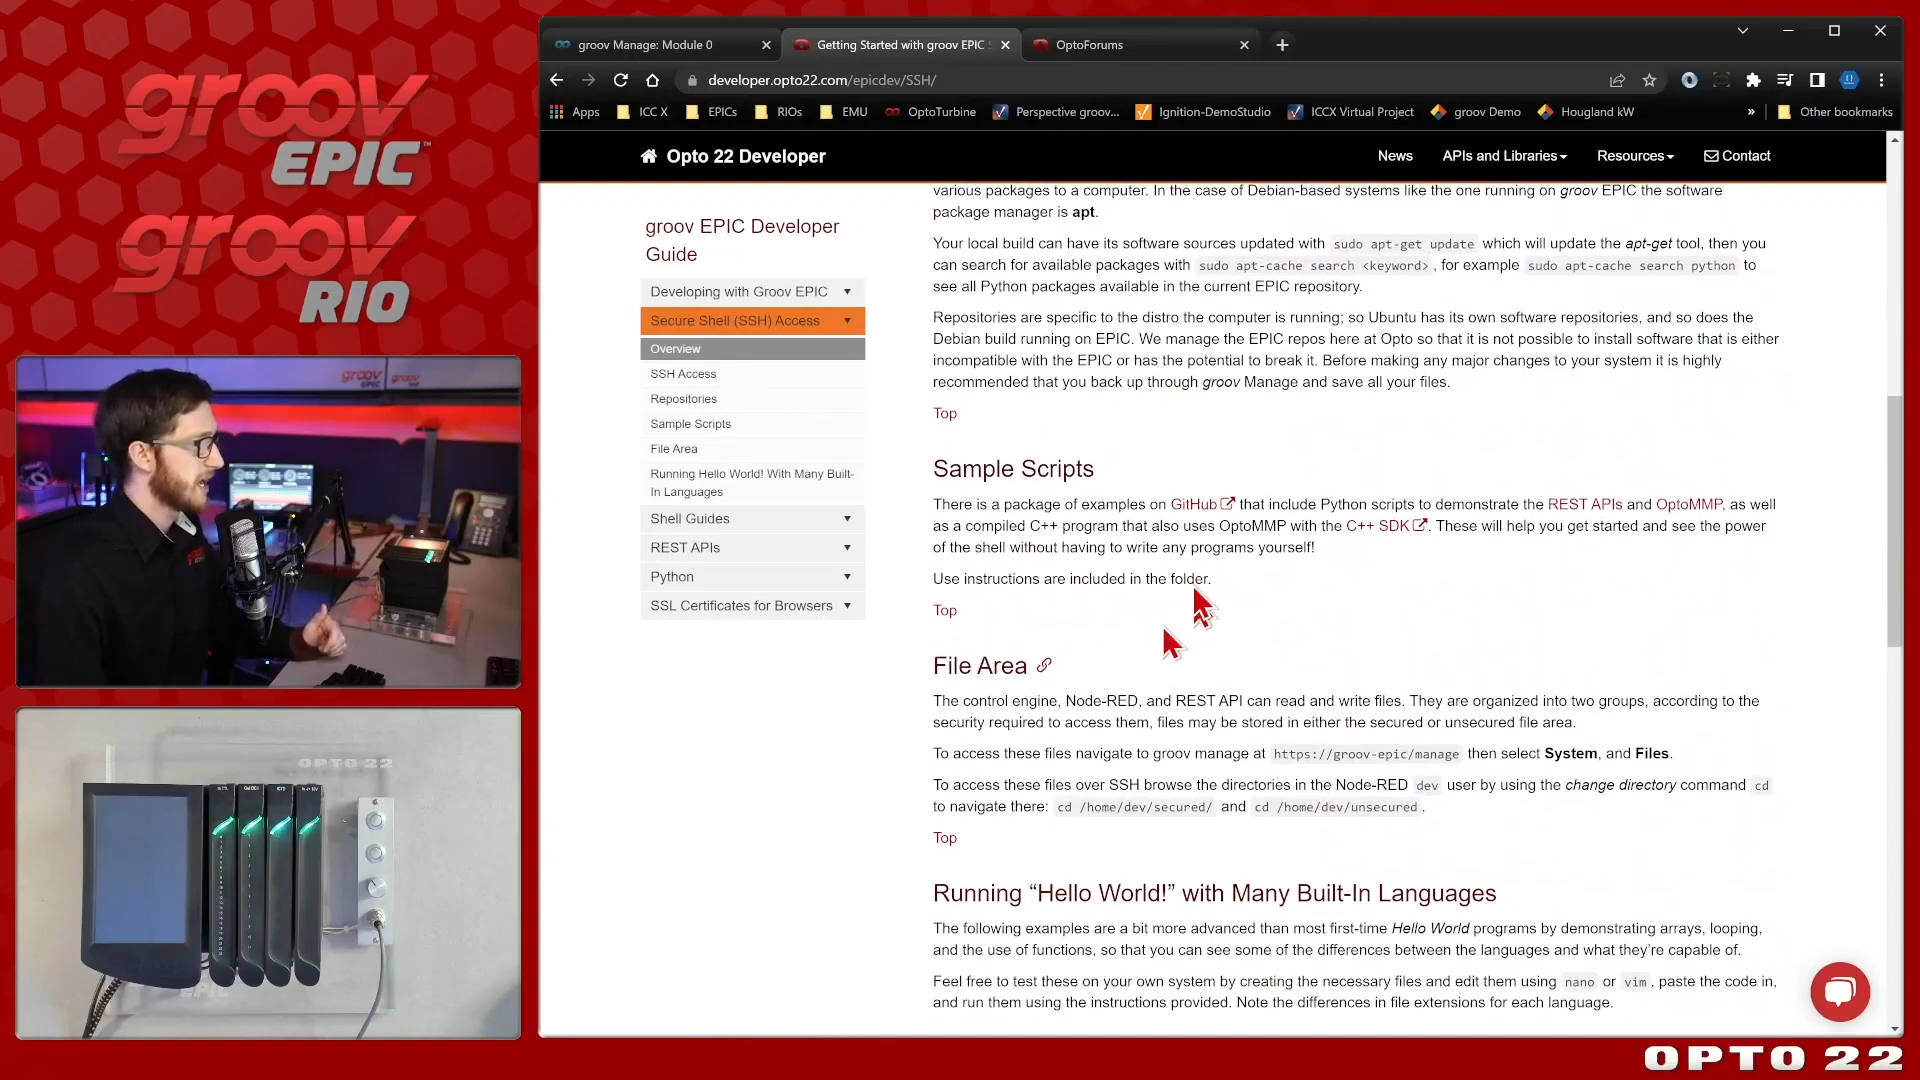 groov
EPIC™
groov
RIO
groov
EPIC
OPTO 22
EPIC
groov Manage: Module 0
Getting Started with groov EPIC S
OptoForums
developer.opto22.com/epicdev/SSH/
Apps
ICC X
EPICs
RIOs
EMU
OptoTurbine
Perspective groov...
Ignition-DemoStudio
ICCX Virtual Project
groov Demo
Hougland kW
»
Other bookmarks
Opto 22 Developer
News
APIs and Libraries
Resources
Contact
groov EPIC Developer
Guide
Developing with Groov EPIC
Secure Shell (SSH) Access
Overview
SSH Access
Repositories
Sample Scripts
File Area
Running Hello World! With Many Built-
In Languages
Shell Guides
REST APIs
Python
SSL Certificates for Browsers
various packages to a computer. In the case of Debian-based systems like the one running on groov EPIC the software
package manager is apt.
Your local build can have its software sources updated with sudo apt-get update which will update the apt-get tool, then you
can search for available packages with sudo apt-cache search <keyword>, for example sudo apt-cache search python to
see all Python packages available in the current EPIC repository.
Repositories are specific to the distro the computer is running; so Ubuntu has its own software repositories, and so does the
Debian build running on EPIC. We manage the EPIC repos here at Opto so that it is not possible to install software that is either
incompatible with the EPIC or has the potential to break it. Before making any major changes to your system it is highly
recommended that you back up through groov Manage and save all your files.
Top
Sample Scripts
There is a package of examples on GitHub that include Python scripts to demonstrate the REST APIs and OptoMMP, as well
as a compiled C++ program that also uses OptoMMP with the C++ SDK. These will help you get started and see the power
of the shell without having to write any programs yourself!
Use instructions are included in the folder.
Top
File Area
The control engine, Node-RED, and REST API can read and write files. They are organized into two groups, according to the
security required to access them, files may be stored in either the secured or unsecured file area.
To access these files navigate to groov manage at https://groov-epic/manage then select System, and Files.
To access these files over SSH browse the directories in the Node-RED dev user by using the change directory command cd
to navigate there: cd /home/dev/secured/ and cd /home/dev/unsecured.
Top
Running “Hello World!” with Many Built-In Languages
The following examples are a bit more advanced than most first-time Hello World programs by demonstrating arrays, looping,
and the use of functions, so that you can see some of the differences between the languages and what they’re capable of.
Feel free to test these on your own system by creating the necessary files and edit them using nano or vim, paste the code in,
and run them using the instructions provided. Note the differences in file extensions for each language.
OPTO 22